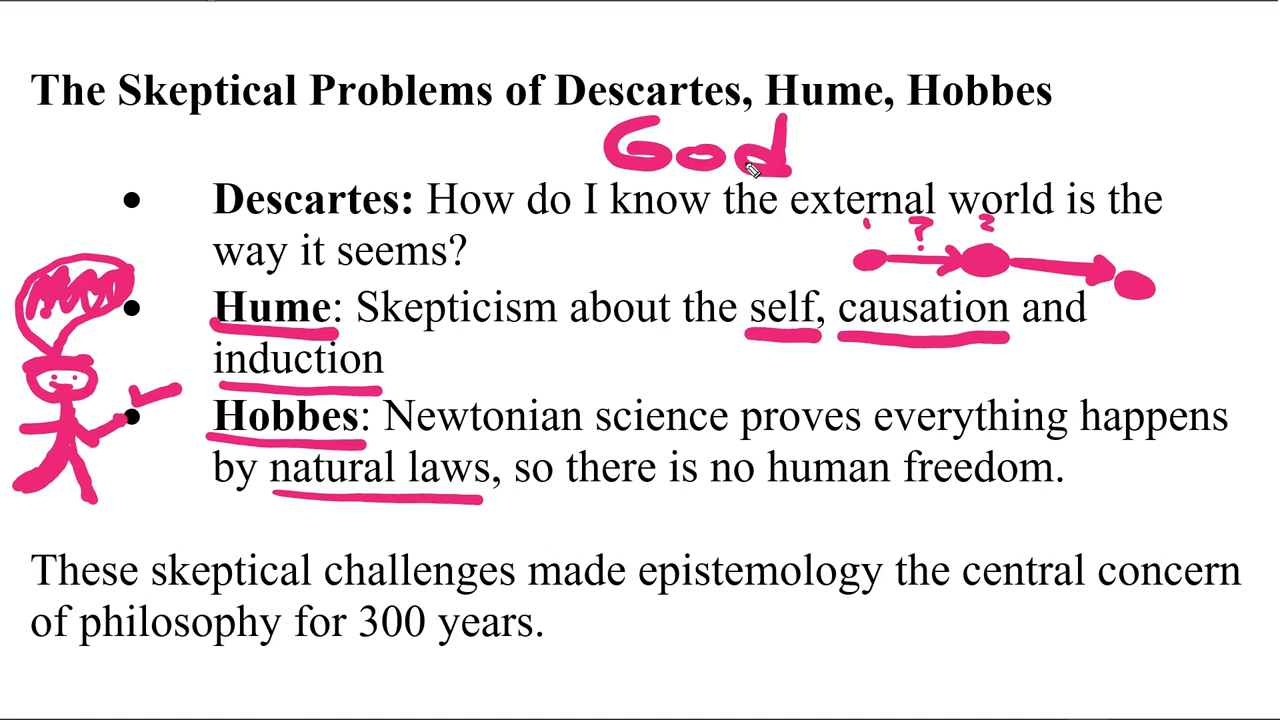 The Skeptical Problems of Descartes, Hume, Hobbes
God
• Descartes: How do I know the external world is the
way it seems?
? 2
• Hume: Skepticism about the self, causation and
induction
• Hobbes: Newtonian science proves everything happens
by natural laws, so there is no human freedom.
These skeptical challenges made epistemology the central concern
of philosophy for 300 years.